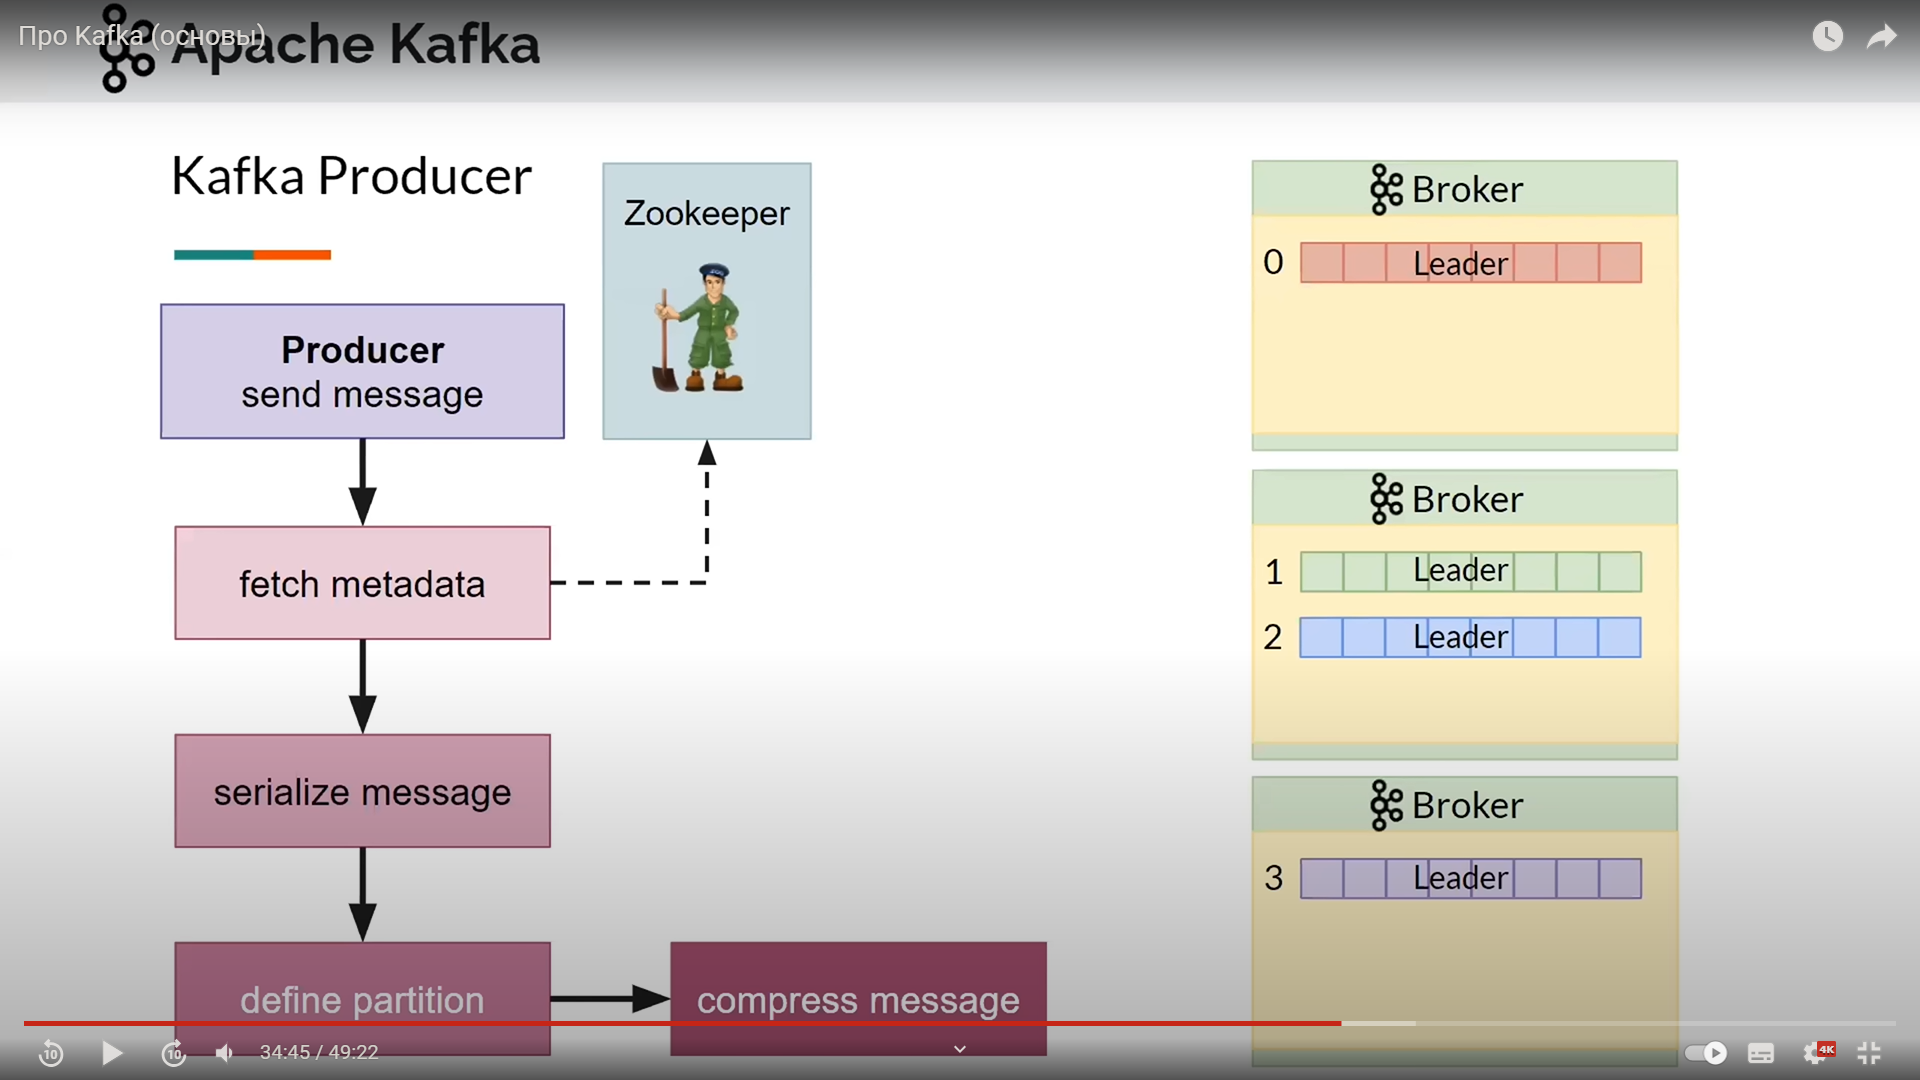 Про Kafka (основы)
Apache Kafka
Kafka Producer
Zookeeper
Producer
send message
fetch metadata
serialize message
define partition
compress message
Broker
0 Leader
Broker
1 Leader
2 Leader
Broker
3 Leader
10
10
34:45 / 49:22
4K